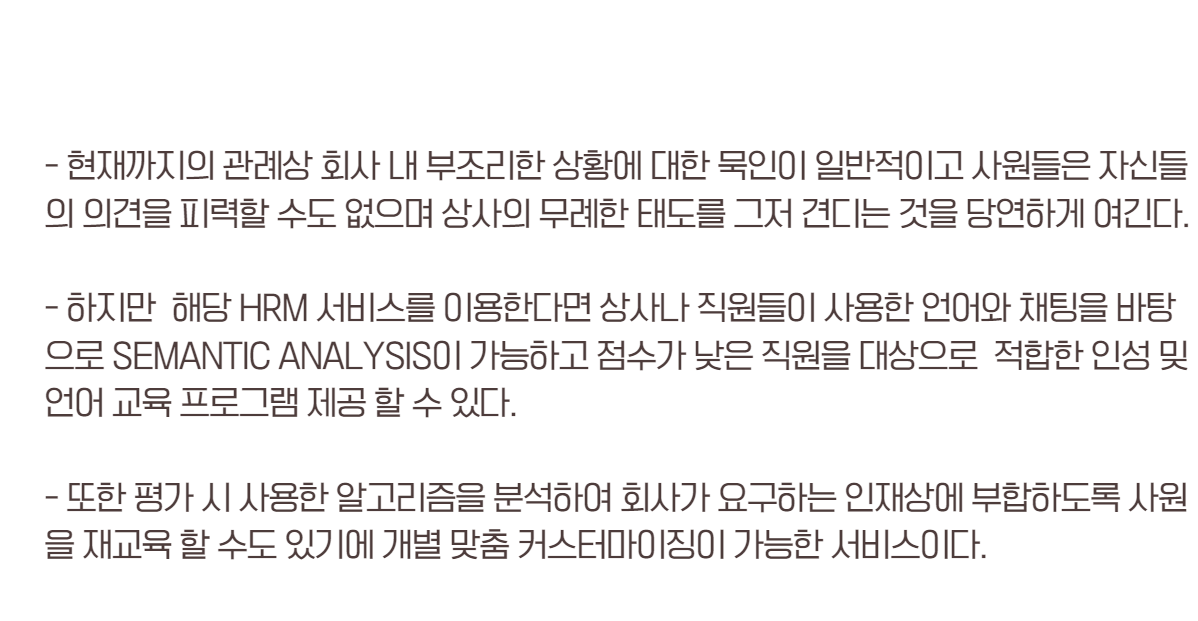 - 현재까지의 관례상 회사 내 부조리한 상황에 대한 묵인이 일반적이고 사원들은 자신들
의 의견을 피력할 수도 없으며 상사의 무례한 태도를 그저 견디는 것을 당연하게 여긴다.
- 하지만 해당 HRM 서비스를 이용한다면 상사나 직원들이 사용한 언어와 채팅을 바탕
으로 SEMANTIC ANALYSIS이 가능하고 점수가 낮은 직원을 대상으로 적합한 인성 및
언어 교육 프로그램 제공 할 수 있다.
- 또한 평가 시 사용한 알고리즘을 분석하여 회사가 요구하는 인재상에 부합하도록 사원
을 재교육 할 수도 있기에 개별 맞춤 커스터마이징이 가능한 서비스이다.